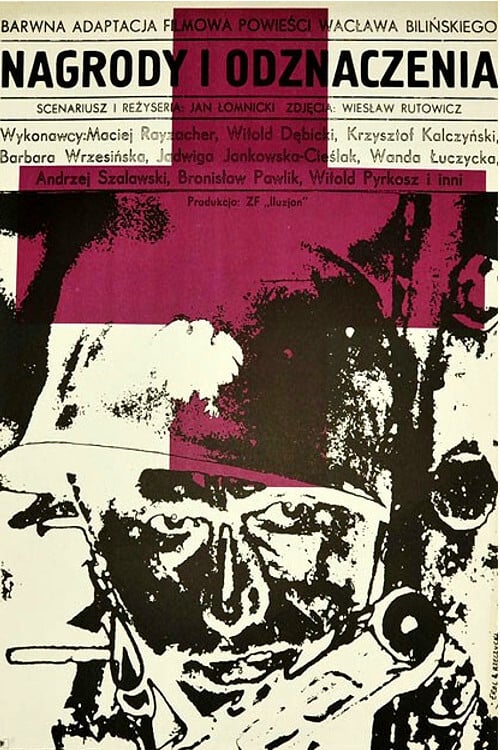 BARWNA ADAPTACJA FILMOWA POWIEŚCI WACŁAWA BILIŃSKIEGO
NAGRODY I ODZNACZENIA
SCENARIUSZ I REŻYSERIA: JAN ŁOMNICKI ZDJĘCIA: WIESŁAW RUTOWICZ
Wykonawcy: Maciej Rayzacher, Witold Dębicki, Krzysztof Kalczyński,
Barbara Wrzesińska, Jadwiga Jankowska-Cieślak, Wanda Łuczycka,
Andrzej Szalawski, Bronisław Pawlik, Witold Pyrkosz i inni
Produkcja: ZF „Iluzjon"